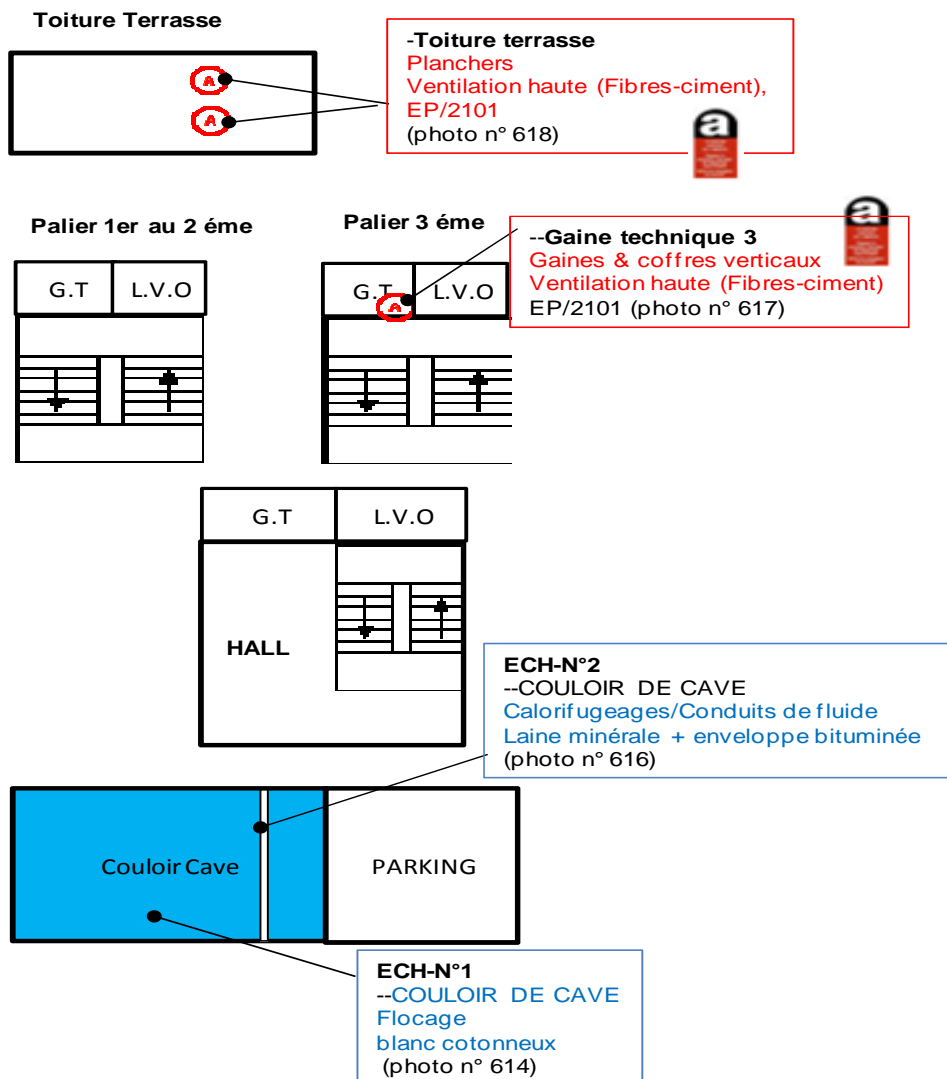 Toiture Terrasse
A
A
-Toiture terrasse
Planchers
Ventilation haute (Fibres-ciment),
EP/2101
(photo n° 618)
a
Palier 1er au 2 éme
G.T
L.V.O
Palier 3 éme
G.T
L.V.O
A
--Gaine technique 3
Gaines & coffres verticaux
Ventilation haute (Fibres-ciment)
EP/2101 (photo n° 617)
a
G.T
L.V.O
HALL
ECH-N°2
--COULOIR DE CAVE
Calorifugeages/Conduits de fluide
Laine minérale + enveloppe bituminée
(photo n° 616)
Couloir Cave
PARKING
ECH-N°1
--COULOIR DE CAVE
Flocage
blanc cotonneux
(photo n° 614)